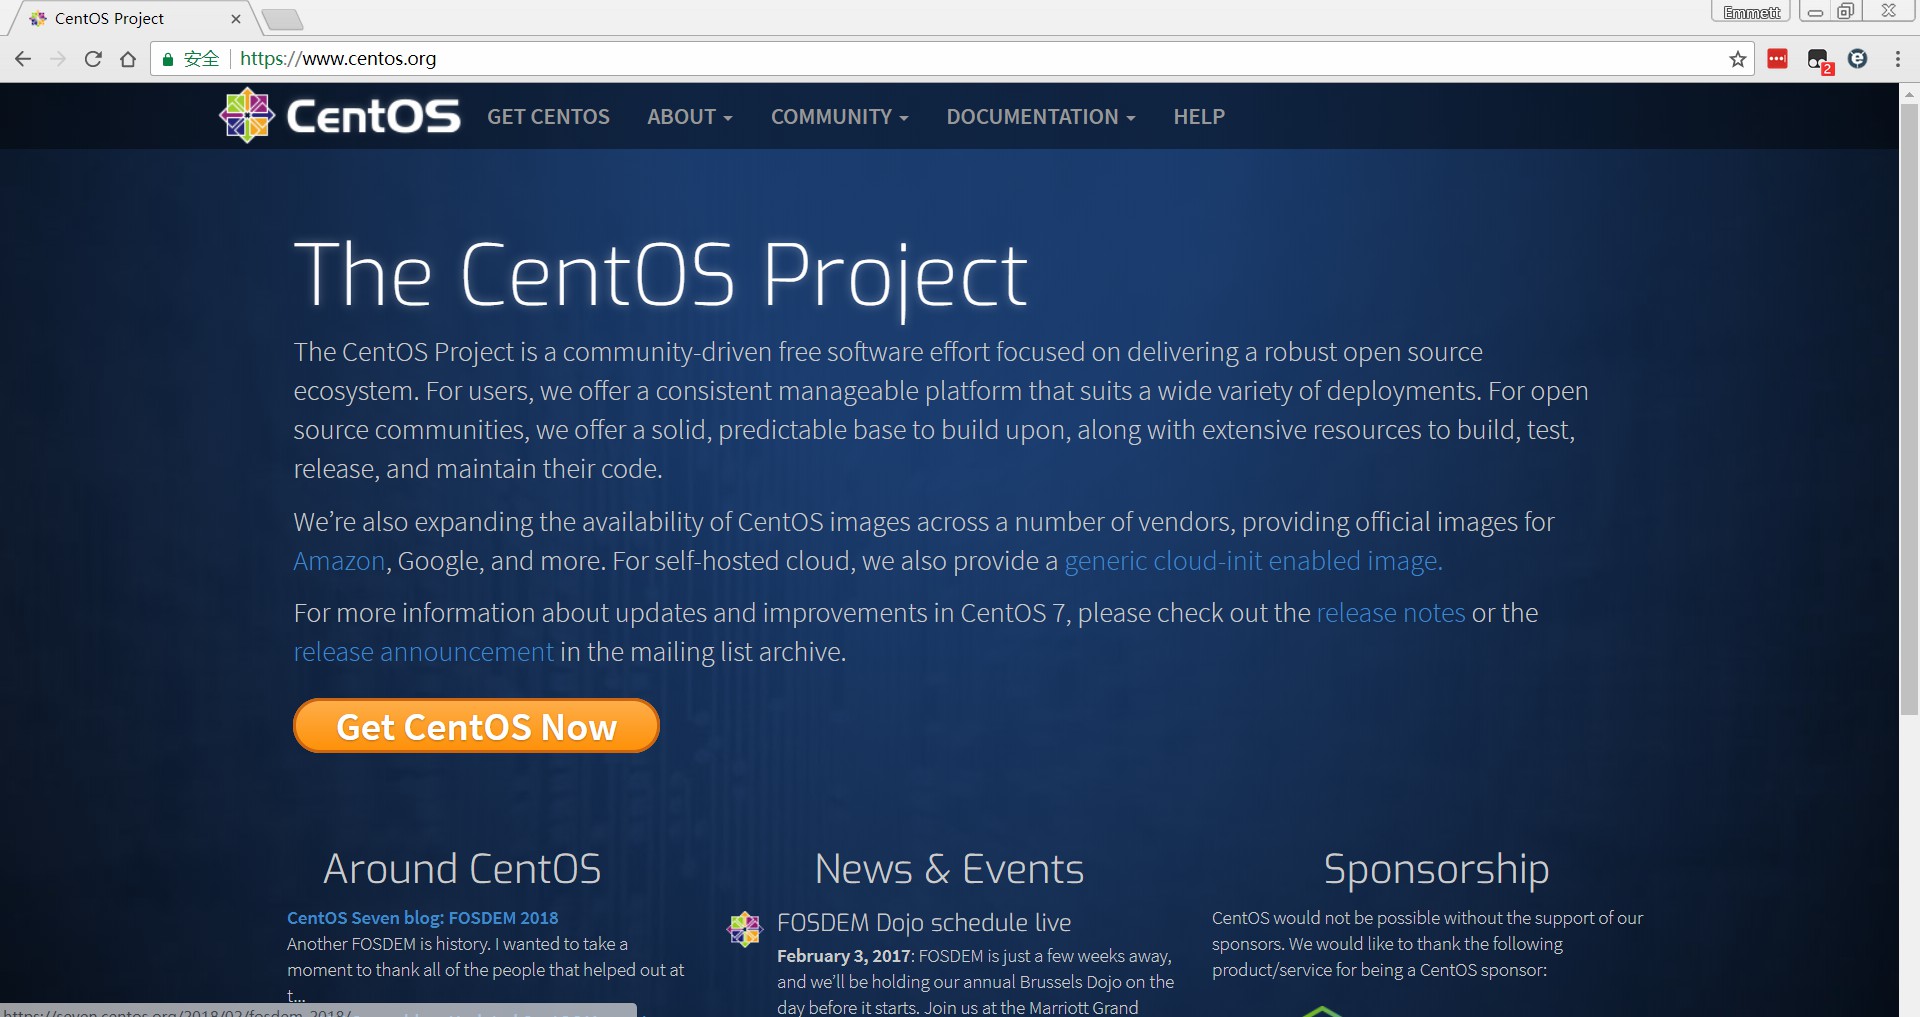 CentOS Project
Emmett
安全 https://www.centos.org
2
CentOS GET CENTOS ABOUT COMMUNITY DOCUMENTATION HELP
The CentOS Project
The CentOS Project is a community-driven free software effort focused on delivering a robust open source
ecosystem. For users, we offer a consistent manageable platform that suits a wide variety of deployments. For open
source communities, we offer a solid, predictable base to build upon, along with extensive resources to build, test,
release, and maintain their code.
We’re also expanding the availability of CentOS images across a number of vendors, providing official images for
Amazon, Google, and more. For self-hosted cloud, we also provide a generic cloud-init enabled image.
For more information about updates and improvements in CentOS 7, please check out the release notes or the
release announcement in the mailing list archive.
Get CentOS Now
Around CentOS
CentOS Seven blog: FOSDEM 2018
Another FOSDEM is history. I wanted to take a
moment to thank all of the people that helped out at
t...
https://seven.centos.org/2018/02/fosdem-2018/
News & Events
FOSDEM Dojo schedule live
February 3, 2017: FOSDEM is just a few weeks away,
and we’ll be holding our annual Brussels Dojo on the
day before it starts. Join us at the Marriott Grand
Sponsorship
CentOS would not be possible without the support of our
sponsors. We would like to thank the following
product/service for being a CentOS sponsor: